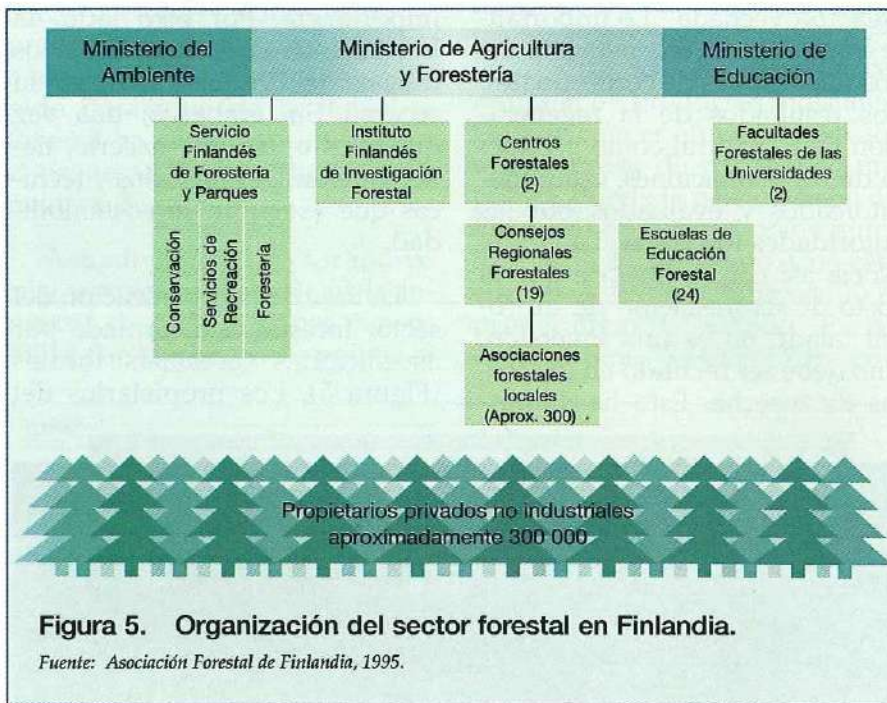 Ministerio del
Ambiente
Ministerio de Agricultura
y Forestería
Ministerio de
Educación
Servicio
Finlandés
de Forestería
y Parques
Instituto
Finlandés
de Investigación
Forestal
Centros
Forestales
(2)
Facultades
Forestales de las
Universidades
(2)
Conservación
Servicios de
Recreación
Forestería
Consejos
Regionales
Forestales
(19)
Escuelas de
Educación
Forestal
(24)
Asociaciones
forestales
locales
(Aprox. 300)
Propietarios privados no industriales
aproximadamente 300 000
Figura 5. Organización del sector forestal en Finlandia.
Fuente: Asociación Forestal de Finlandia, 1995.